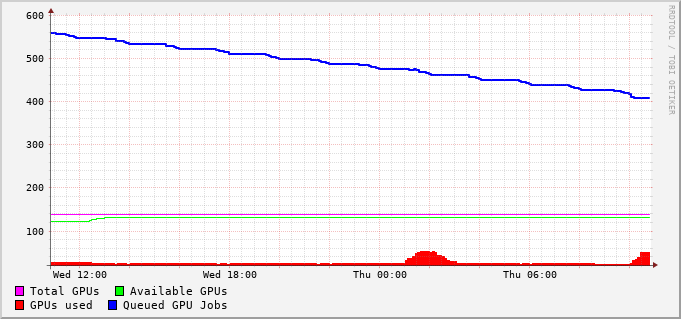 600
500
400
300
200
100
Wed 12:00 Wed 18:00 Thu 00:00 Thu 06:00
Total GPUs Available GPUs
GPUs used Queued GPU Jobs
RRDTOOL / TOBI OETIKER